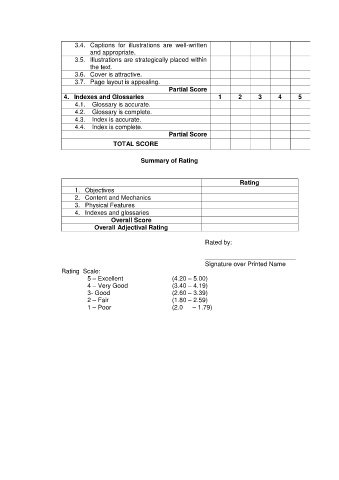 3.4. Captions for illustrations are well-written
and appropriate.
3.5. Illustrations are strategically placed within
the text.
3.6. Cover is attractive.
3.7. Page layout is appealing.
Partial Score
4. Indexes and Glossaries 1 2 3 4 5
4.1. Glossary is accurate.
4.2. Glossary is complete.
4.3. Index is accurate.
4.4. Index is complete.
Partial Score
TOTAL SCORE
Summary of Rating
Rating
1. Objectives
2. Content and Mechanics
3. Physical Features
4. Indexes and glossaries
Overall Score
Overall Adjectival Rating
Rated by:
Signature over Printed Name
Rating Scale:
5 – Excellent (4.20 – 5.00)
4 – Very Good (3.40 – 4.19)
3- Good (2.60 – 3.39)
2 – Fair (1.80 – 2.59)
1 – Poor (2.0 – 1.79)